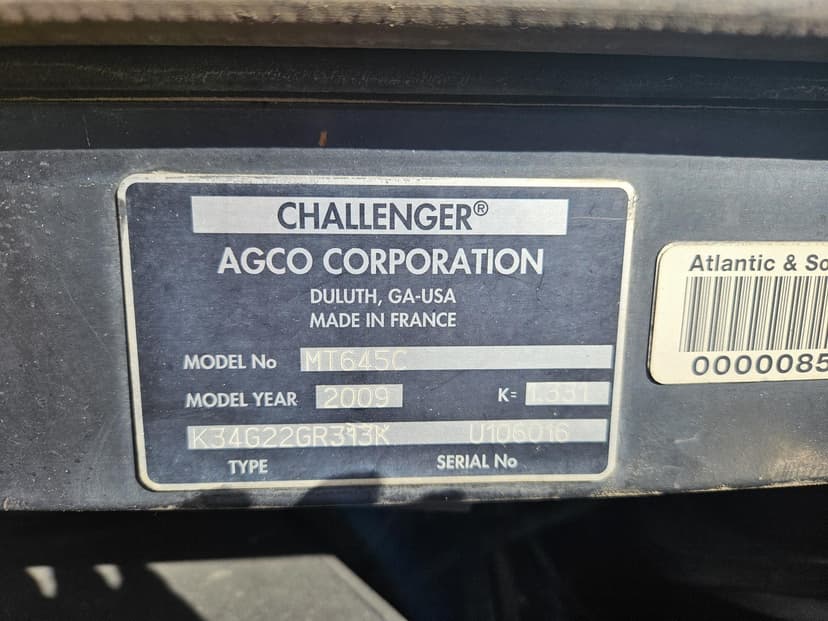 CHALLENGER®
AGCO CORPORATION
DULUTH, GA-USA
MADE IN FRANCE
MODEL No MT645C
MODEL YEAR 2009 K= 1.331
K34G22GR313K U106016
TYPE SERIAL No
Atlantic & So
0000085